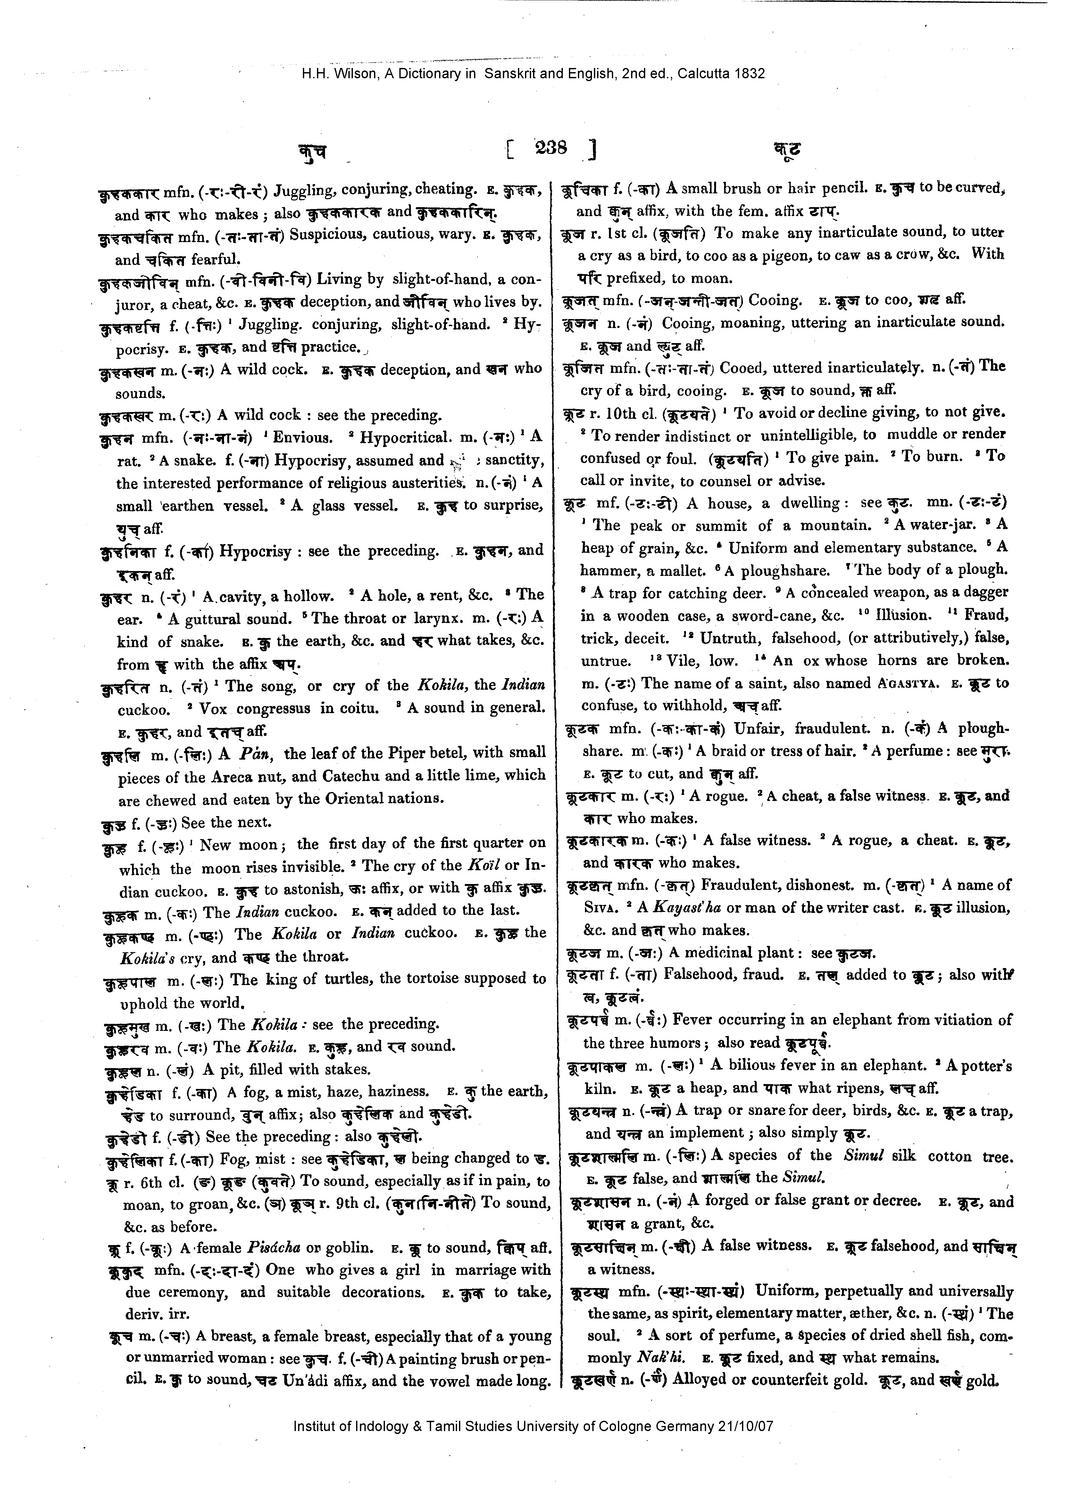 H.H. Wilson, A Dictionary in Sanskrit and English, 2nd ed., Calcutta 1832
कुच [ 238 ] कूट
कुहककार mfn. (-रः-री-रं) Juggling, conjuring, cheating. E. कुहक,
and कार who makes ; also कुहककारक and कुहककारिन्.
कुहकचकित mfn. (-तः-ता-तं) Suspicious, cautious, wary. E. कुहक,
and चकित fearful.
कुहकजीविन् mfn. (-वी-विनी-वि) Living by slight-of-hand, a con-
juror, a cheat, &c. E. कुहक deception, and जीविन् who lives by.
कुहकवृत्ति f. (-त्तिः) ¹ Juggling. conjuring, slight-of-hand. ² Hy-
pocrisy. E. कुहक, and वृत्ति practice.
कुहकस्वन m. (-नः) A wild cock. E. कुहक deception, and स्वन who
sounds.
कुहकस्वर m. (-रः) A wild cock : see the preceding.
कुहन mfn. (-नः-ना-नं) ¹ Envious. ² Hypocritical. m. (-नः) ¹ A
rat. ² A snake. f. (-ना) Hypocrisy, assumed and sanctity,
the interested performance of religious austerities. n. (-नं) ¹ A
small earthen vessel. ² A glass vessel. E. कुह to surprise,
युच् aff.
कुहनिका f. (-का) Hypocrisy : see the preceding. E. कुहन, and
इकन् aff.
कुहर n. (-रं) ¹ A cavity, a hollow. ² A hole, a rent, &c. ³ The
ear. ⁴ A guttural sound. ⁵ The throat or larynx. m. (-रः) A
kind of snake. E. कु the earth, &c. and हर what takes, &c.
from हृ with the affix अप्.
कुहरित n. (-तं) ¹ The song, or cry of the Kokila, the Indian
cuckoo. ² Vox congressus in coitu. ³ A sound in general.
E. कुहर, and इतच् aff.
कुहलि m. (-लिः) A Pán, the leaf of the Piper betel, with small
pieces of the Areca nut, and Catechu and a little lime, which
are chewed and eaten by the Oriental nations.
कुहु f. (-हुः) See the next.
कुहू f. (-हूः) ¹ New moon ; the first day of the first quarter on
which the moon rises invisible. ² The cry of the Koïl or In-
dian cuckoo. E. कुह to astonish, कः affix, or with कु affix कुहु.
कुहूक m. (-कः) The Indian cuckoo. E. कन् added to the last.
कुहूकण्ठ m. (-ण्ठः) The Kokila or Indian cuckoo. E. कुहू the
Kokila's cry, and कण्ठ the throat.
कुहूपाल m. (-लः) The king of turtles, the tortoise supposed to
uphold the world.
कुहूमुख m. (-खः) The Kokila : see the preceding.
कुहूरव m. (-वः) The Kokila. E. कुहू, and रव sound.
कुहूल n. (-लं) A pit, filled with stakes.
कुहेडिका f. (-का) A fog, a mist, haze, haziness. E. कु the earth,
हेड to surround, वुन् affix; also कुहेलिका and कुहेडी.
कुहेडी f. (-डी) See the preceding : also कुहेली.
कुहेलिका f. (-का) Fog, mist : see कुहेडिका, ल being changed to ड.
कू r. 6th cl. (ङ) कूङ (कुवते) To sound, especially as if in pain, to
moan, to groan, &c. (ञ) कूञ r. 9th cl. (कुनाति-नीते) To sound,
&c. as before.
कू f. (-कूः) A female Pisácha or goblin. E. कू to sound, क्विप् aff.
कूकुद mfn. (-दः-दा-दं) One who gives a girl in marriage with
due ceremony, and suitable decorations. E. कुक to take,
deriv. irr.
कूच m. (-चः) A breast, a female breast, especially that of a young
or unmarried woman : see कुच. f. (-ची) A painting brush or pen-
cil. E. कु to sound, चट Un'ádi affix, and the vowel made long.
कूचिका f. (-का) A small brush or hair pencil. E. कुच to be curved,
and वुन् affix, with the fem. affix टाप्.
कूज r. 1st cl. (कूजति) To make any inarticulate sound, to utter
a cry as a bird, to coo as a pigeon, to caw as a crow, &c. With
परि prefixed, to moan.
कूजत् mfn. (-जन्-जन्ती-जत्) Cooing. E. कूज to coo, शतृ aff.
कूजन n. (-नं) Cooing, moaning, uttering an inarticulate sound.
E. कूज and ल्युट् aff.
कूजित mfn. (-तः-ता-तं) Cooed, uttered inarticulately. n. (-तं) The
cry of a bird, cooing. E. कूज to sound, क्त aff.
कूट r. 10th cl. (कूटयते) ¹ To avoid or decline giving, to not give.
² To render indistinct or unintelligible, to muddle or render
confused or foul. (कूटयति) ¹ To give pain. ² To burn. ³ To
call or invite, to counsel or advise.
कूट mf. (-टः-टी) A house, a dwelling : see कुट. mn. (-टः-टं)
¹ The peak or summit of a mountain. ² A water-jar. ³ A
heap of grain, &c. ⁴ Uniform and elementary substance. ⁵ A
hammer, a mallet. ⁶ A ploughshare. ⁷ The body of a plough.
⁸ A trap for catching deer. ⁹ A concealed weapon, as a dagger
in a wooden case, a sword-cane, &c. ¹⁰ Illusion. ¹¹ Fraud,
trick, deceit. ¹² Untruth, falsehood, (or attributively,) false,
untrue. ¹³ Vile, low. ¹⁴ An ox whose horns are broken.
m. (-टः) The name of a saint, also named AGASTYA. E. कूट to
confuse, to withhold, अच् aff.
कूटक mfn. (-कः-का-कं) Unfair, fraudulent. n. (-कं) A plough-
share. m. (-कः) ¹ A braid or tress of hair. ² A perfume : see मुरा.
E. कूट to cut, and वुन् aff.
कूटकार m. (-रः) ¹ A rogue. ² A cheat, a false witness. E. कूट, and
कार who makes.
कूटकारक m. (-कः) ¹ A false witness. ² A rogue, a cheat. E. कूट,
and कारक who makes.
कूटकृत् mfn. (-कृत्) Fraudulent, dishonest. m. (-कृत्) ¹ A name of
SIVA. ² A Kayast'ha or man of the writer cast. E. कूट illusion,
&c. and कृत् who makes.
कूटज m. (-जः) A medicinal plant : see कुटज.
कूटता f. (-ता) Falsehood, fraud. E. तल् added to कूट ; also with
त्व, कूटत्वं.
कूटपर्व्व m. (-र्व्वः) Fever occurring in an elephant from vitiation of
the three humors ; also read कूटपूर्व्व.
कूटपाकल m. (-लः) ¹ A bilious fever in an elephant. ² A potter's
kiln. E. कूट a heap, and पाक what ripens, लच् aff.
कूटयन्त्र n. (-न्त्रं) A trap or snare for deer, birds, &c. E. कूट a trap,
and यन्त्र an implement ; also simply कूट.
कूटशाल्मलि m. (-लिः) A species of the Simul silk cotton tree.
E. कूट false, and शाल्मलि the Simul.
कूटशासन n. (-नं) A forged or false grant or decree. E. कूट, and
शासन a grant, &c.
कूटसाचिन् m. (-ची) A false witness. E. कूट falsehood, and साचिन्
a witness.
कूटस्थ mfn. (-स्थः-स्था-स्थं) Uniform, perpetually and universally
the same, as spirit, elementary matter, æther, &c. n. (-स्थं) ¹ The
soul. ² A sort of perfume, a species of dried shell fish, com-
monly Nak'hi. E. कूट fixed, and स्थ what remains.
कूटस्वर्ण n. (-र्णं) Alloyed or counterfeit gold. कूट, and स्वर्ण gold.
Institut of Indology & Tamil Studies University of Cologne Germany 21/10/07